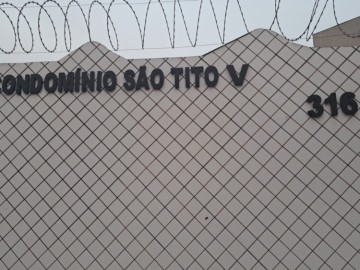 CONDOMÍNIO SÃO TITO V
316